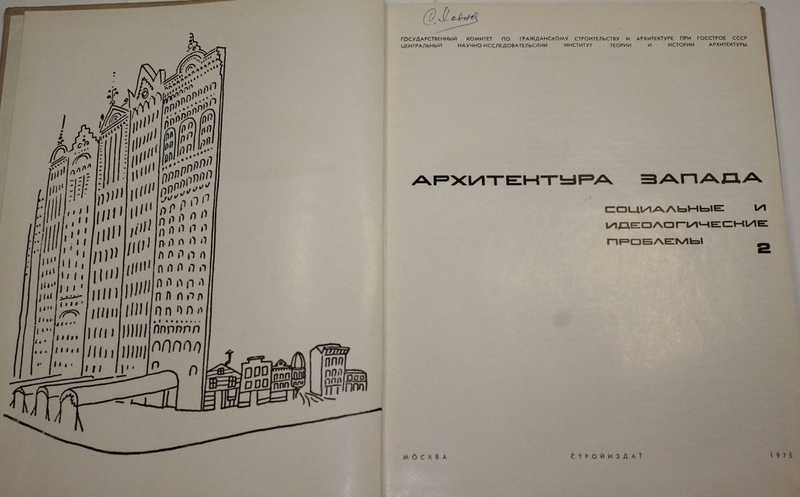 ГОСУДАРСТВЕННЫЙ КОМИТЕТ ПО ГРАЖДАНСКОМУ СТРОИТЕЛЬСТВУ И АРХИТЕКТУРЕ ПРИ ГОССТРОЕ СССР
ЦЕНТРАЛЬНЫЙ НАУЧНО-ИССЛЕДОВАТЕЛЬСКИЙ ИНСТИТУТ ТЕОРИИ И ИСТОРИИ АРХИТЕКТУРЫ
АРХИТЕКТУРА ЗАПАДА
СОЦИАЛЬНЫЕ И
ИДЕОЛОГИЧЕСКИЕ
ПРОБЛЕМЫ 2
МОСКВА СТРОЙИЗДАТ 1975